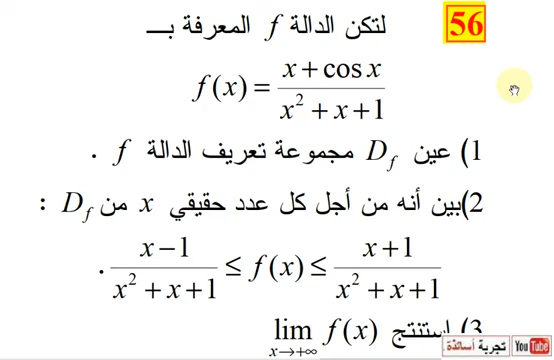 56 لتكن الدالة f المعرفة بـــ
f(x) = (x + cos x) / (x² + x + 1)
1) عين D_f مجموعة تعريف الدالة f .
2) بين أنه من أجل كل عدد حقيقي x من D_f :
(x − 1) / (x² + x + 1) ≤ f(x) ≤ (x + 1) / (x² + x + 1) .
3) إستنتج lim_{x→+∞} f(x)
تجربة أساتذة YouTube